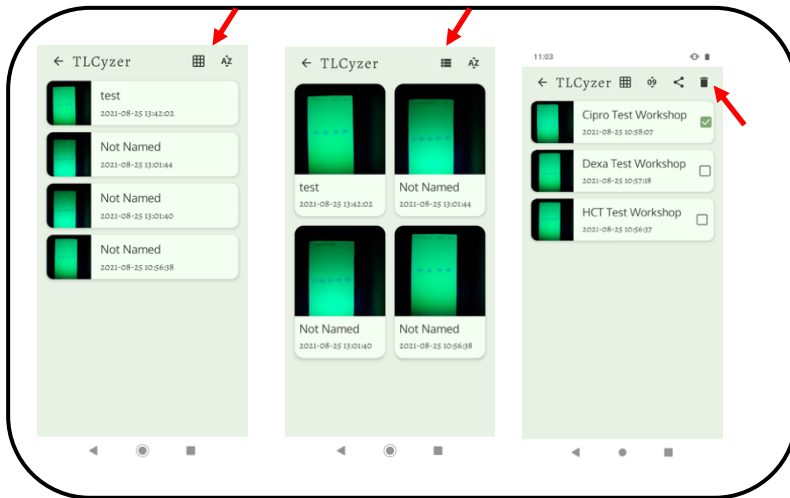 TLCyzer
AZ
test
2021-08-25 13:42:02
Not Named
2021-08-25 13:01:44
Not Named
2021-08-25 13:01:40
Not Named
2021-08-25 10:56:38
TLCyzer
AZ
test
2021-08-25 13:42:02
Not Named
2021-08-25 13:01:44
Not Named
2021-08-25 13:01:40
Not Named
2021-08-25 10:56:38
11:03
TLCyzer
09
Cipro Test Workshop
2021-08-25 10:58:07
Dexa Test Workshop
2021-08-25 10:57:18
HCT Test Workshop
2021-08-25 10:56:37